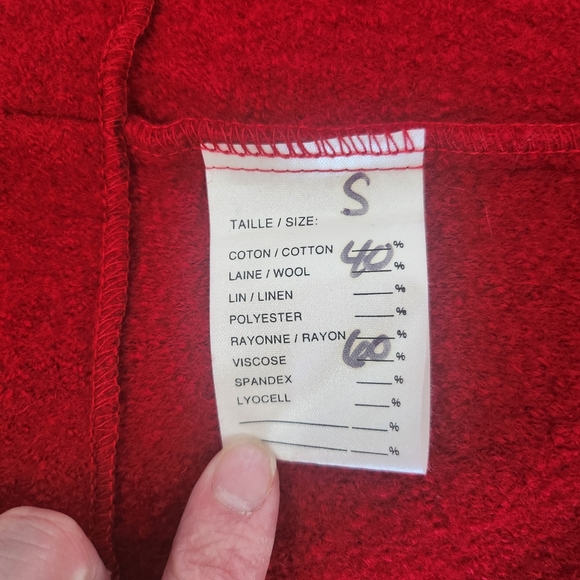 S
TAILLE / SIZE:
COTON / COTTON 40 %
LAINE / WOOL %
LIN / LINEN %
POLYESTER %
RAYONNE / RAYON 60 %
VISCOSE %
SPANDEX %
LYOCELL %
%
%